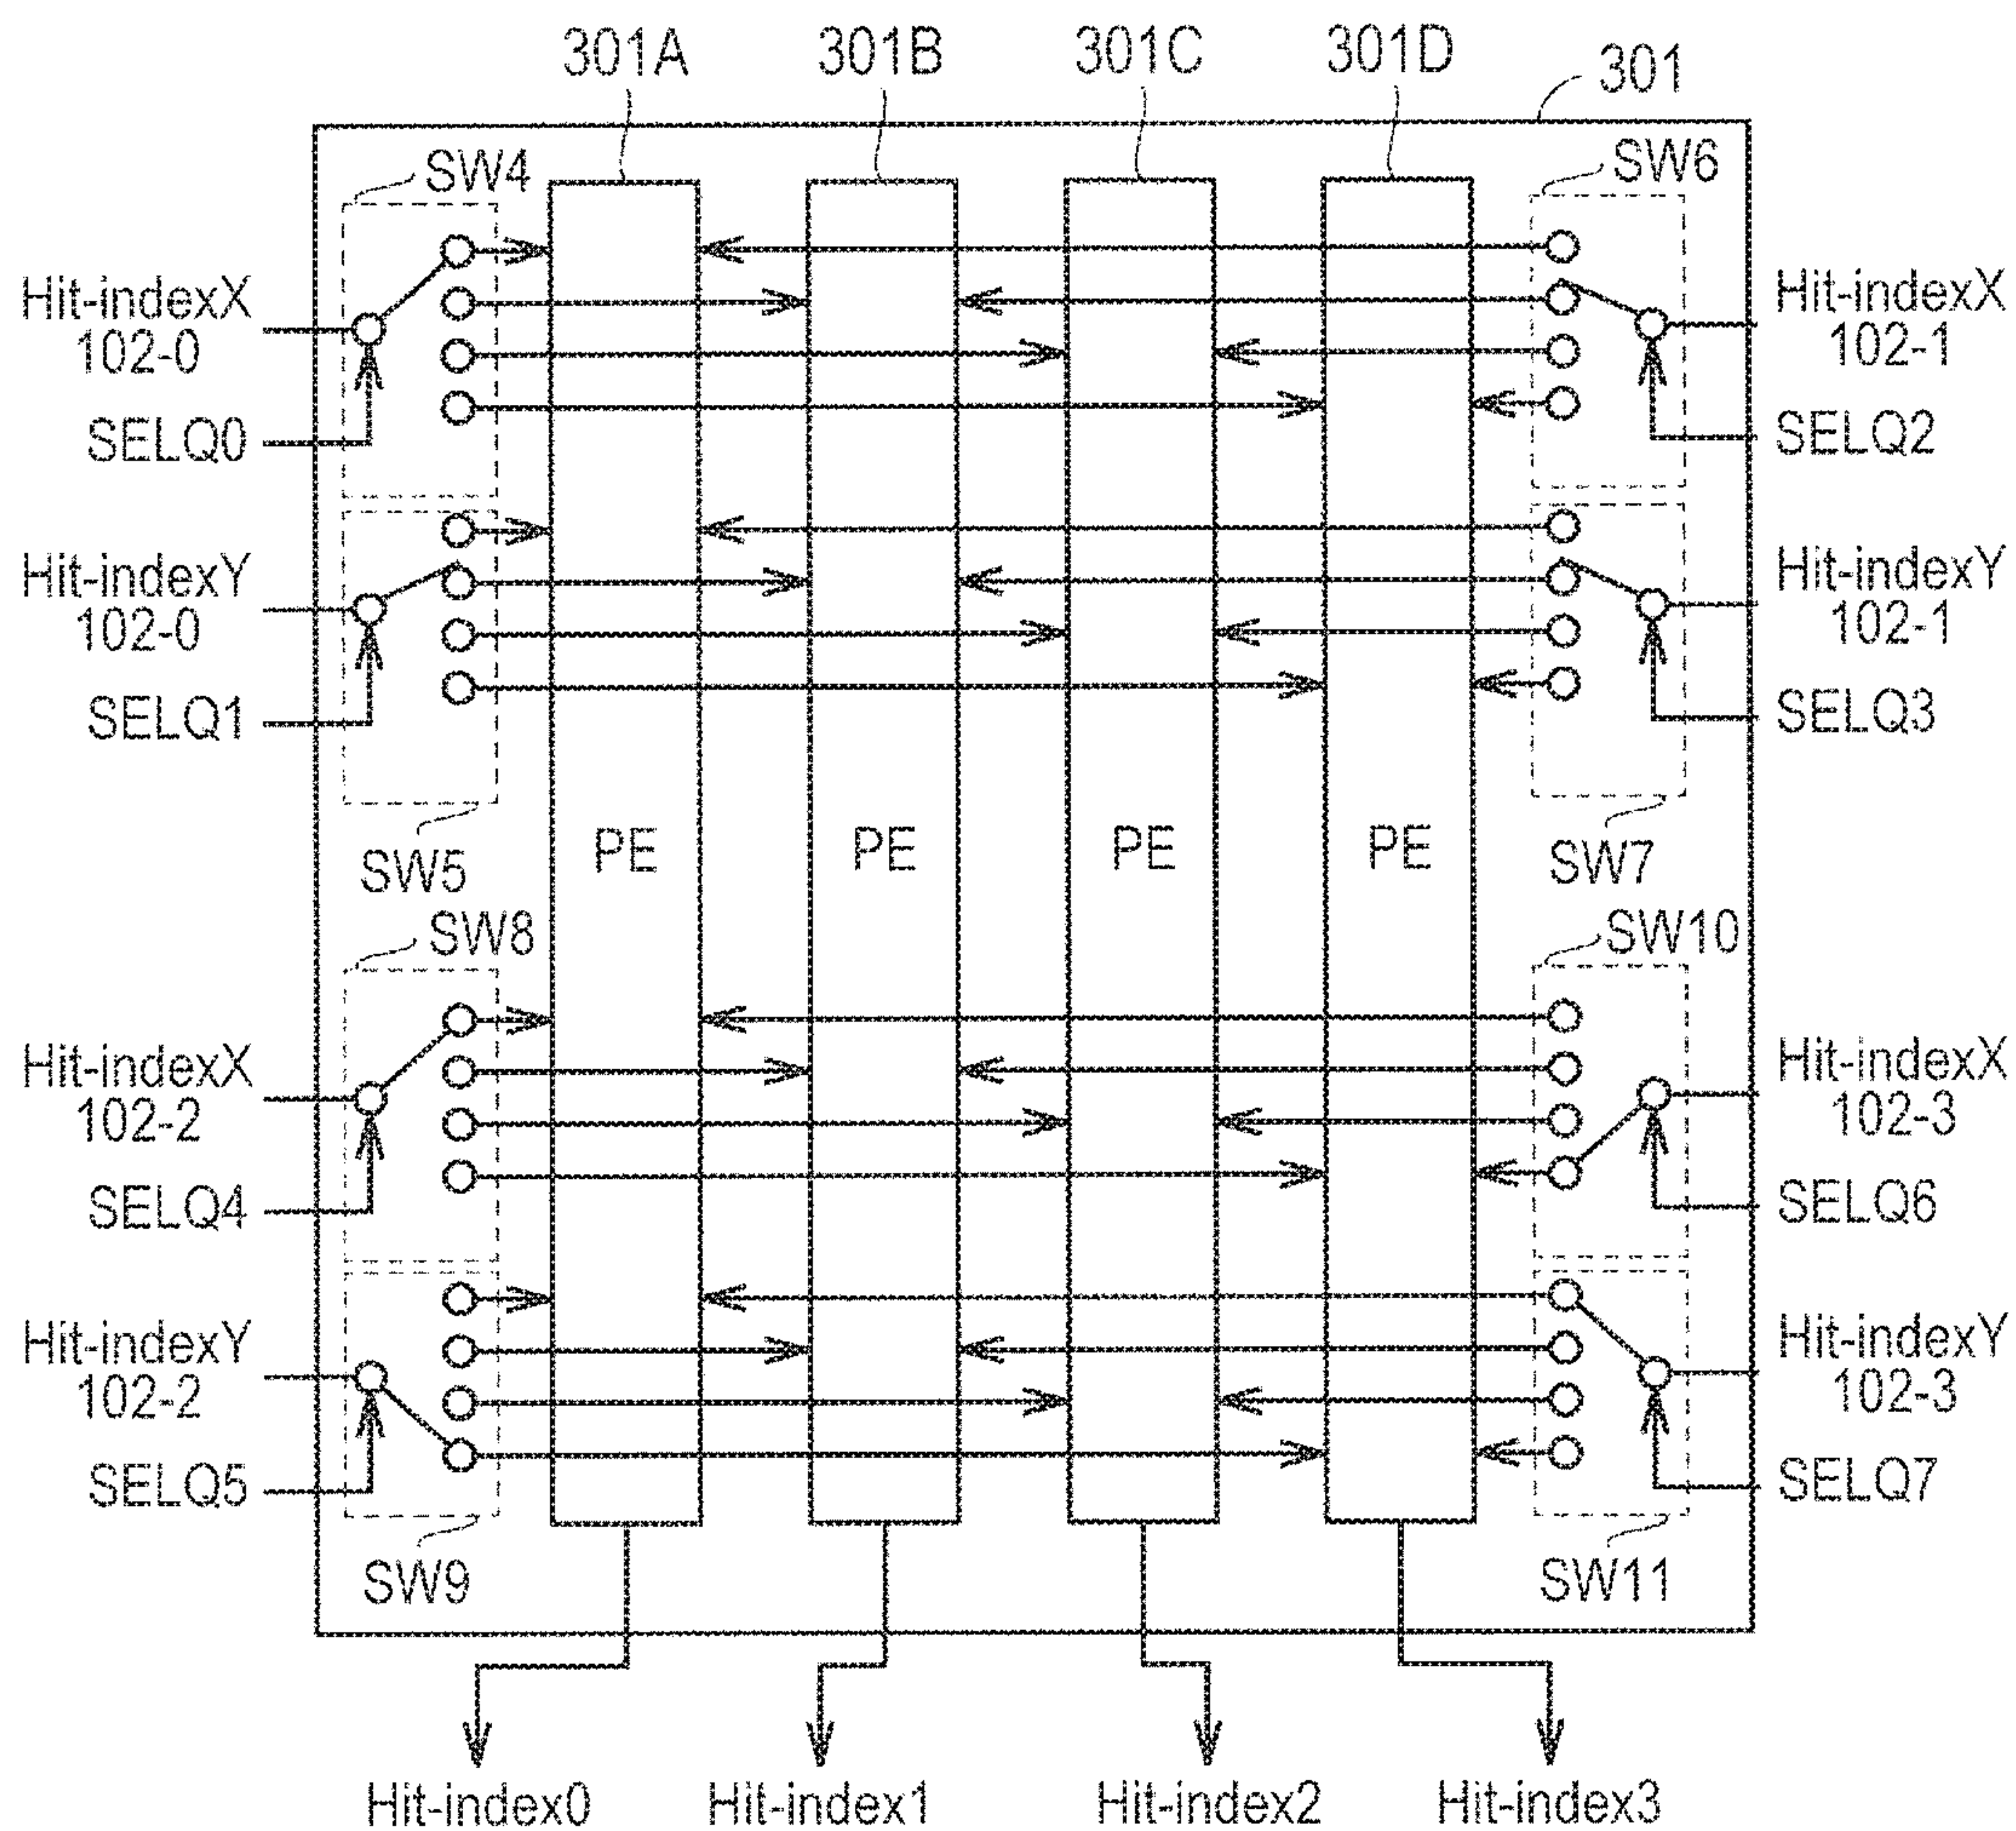 301A 301B 301C 301D 301
SW4 SW6
Hit-indexX
102-0
SELQ0
Hit-indexX
102-1
SELQ2
Hit-indexY
102-0
SELQ1
Hit-indexY
102-1
SELQ3
SW5 PE PE PE PE SW7
SW8 SW10
Hit-indexX
102-2
SELQ4
Hit-indexX
102-3
SELQ6
Hit-indexY
102-2
SELQ5
Hit-indexY
102-3
SELQ7
SW9 SW11
Hit-index0 Hit-index1 Hit-index2 Hit-index3